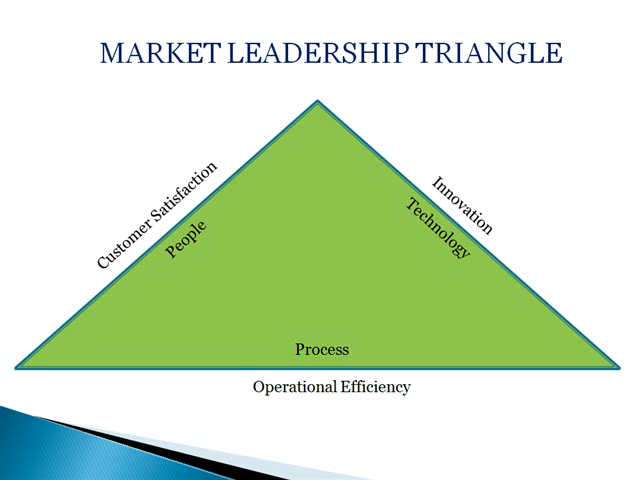 MARKET LEADERSHIP TRIANGLE
Customer Satisfaction
People
Innovation
Technology
Process
Operational Efficiency